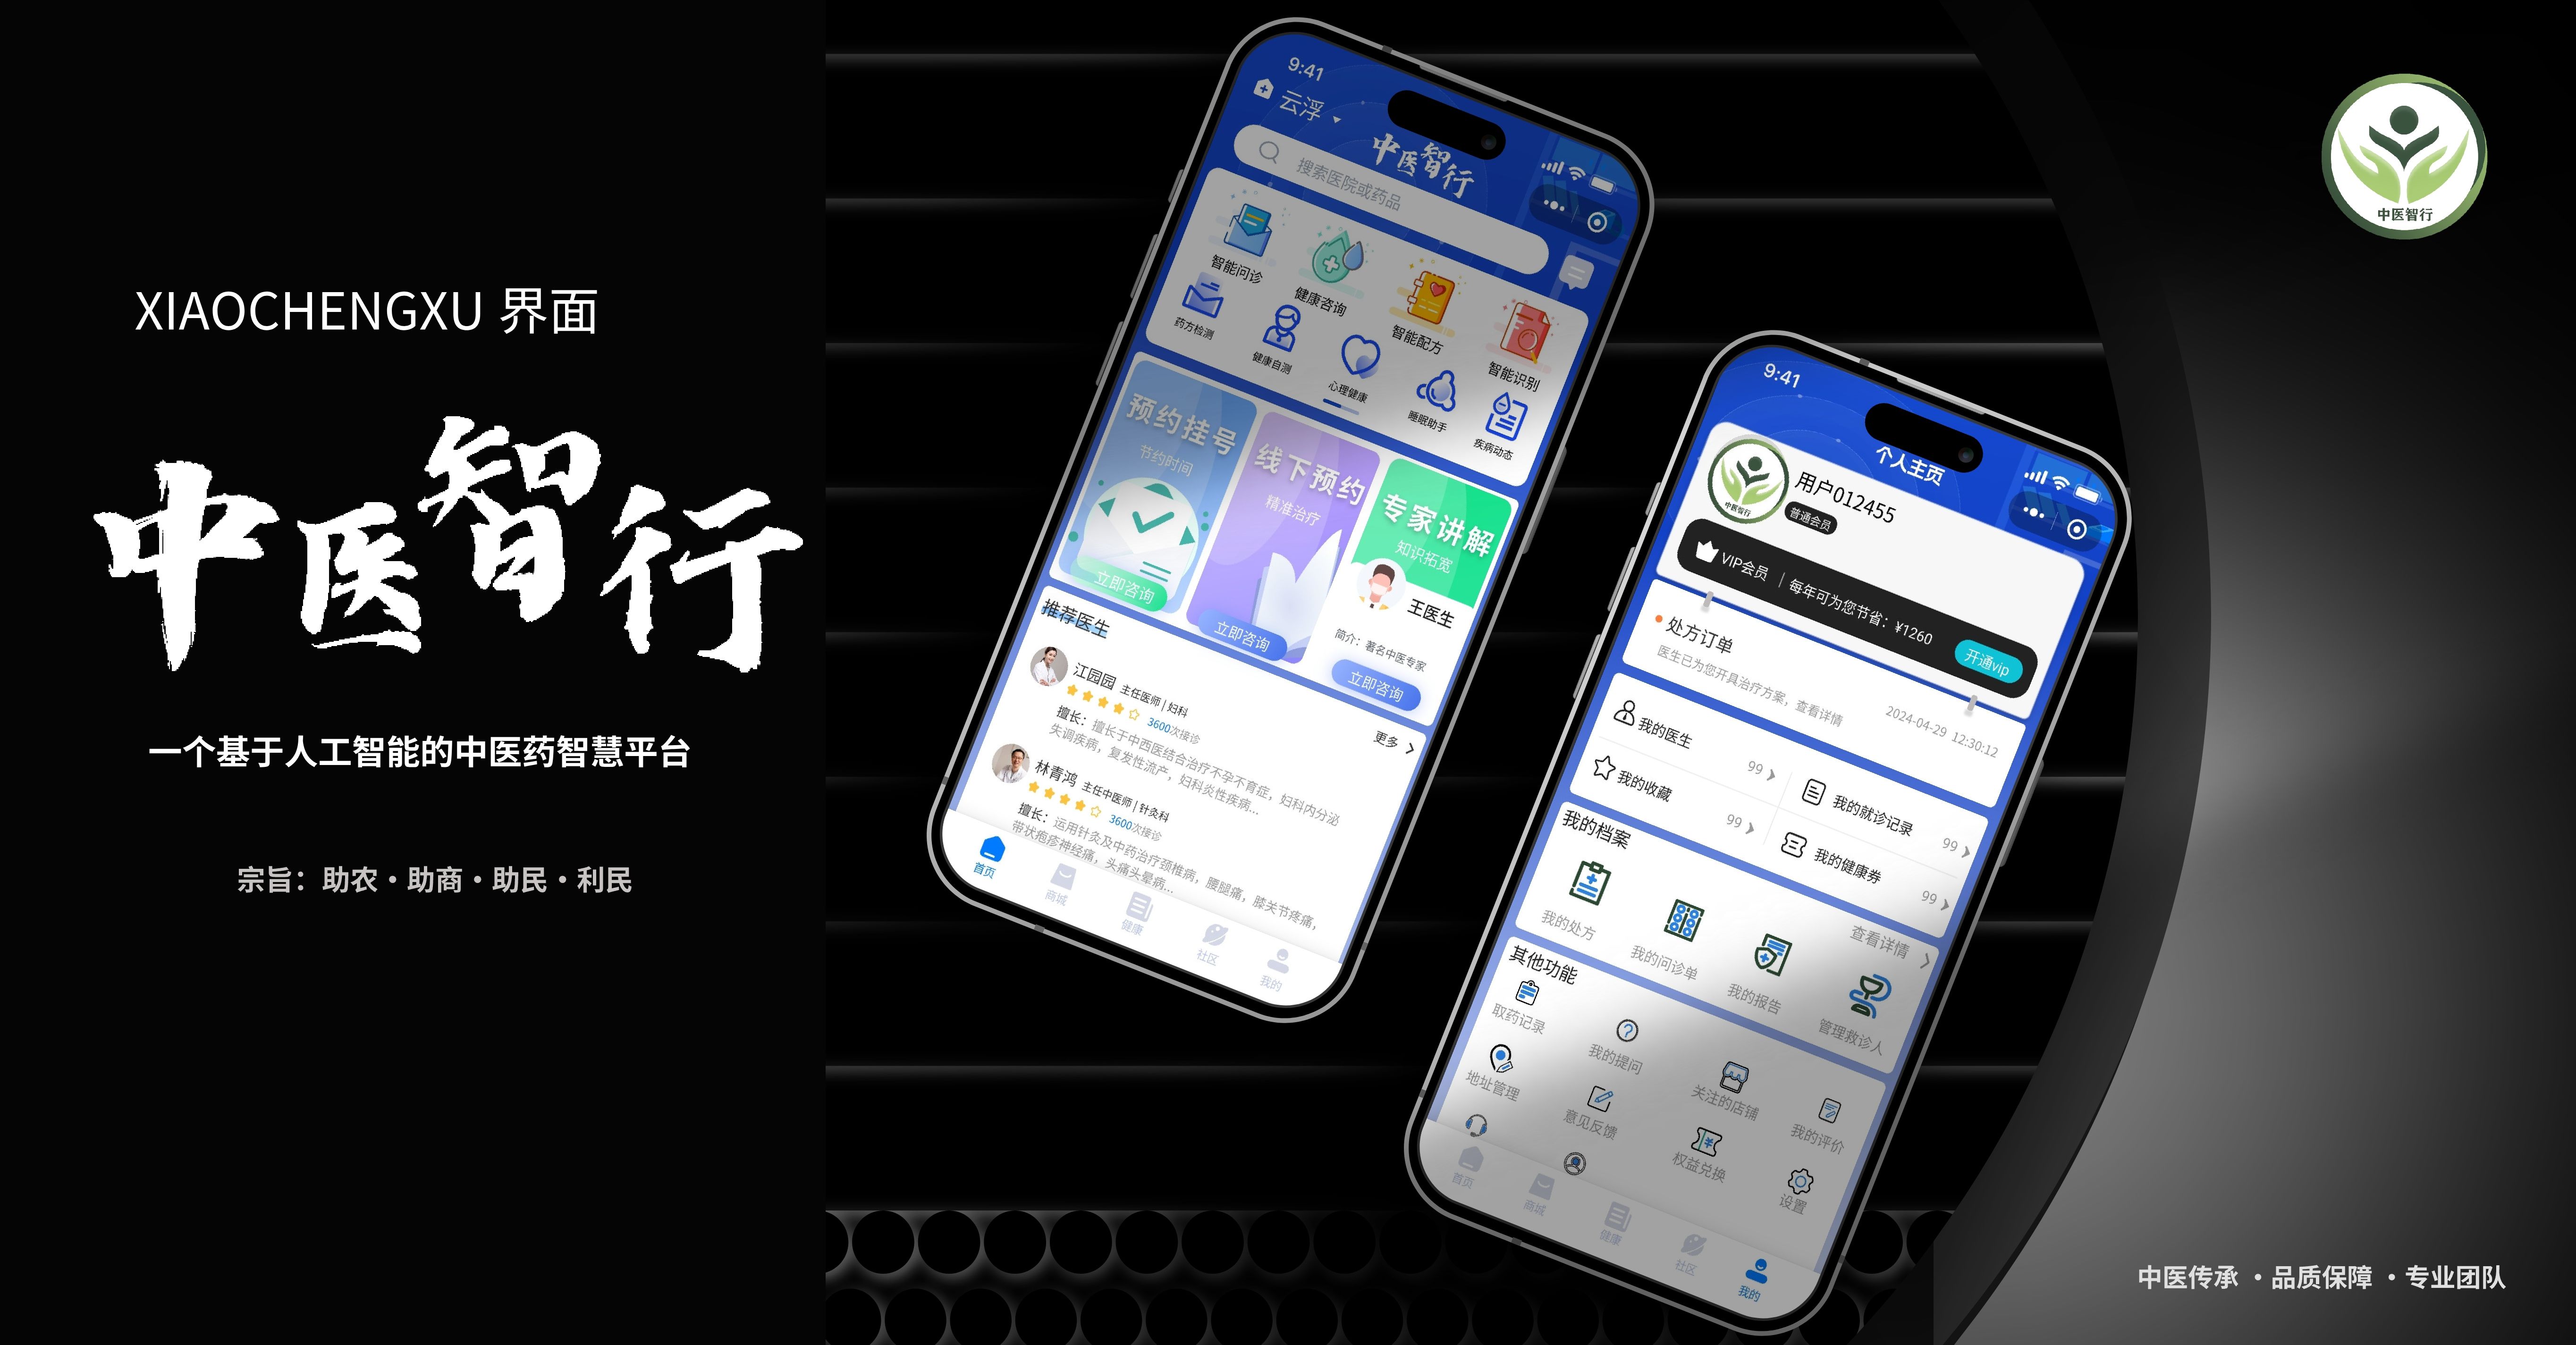 XIAOCHENGXU 界面
中医智行
一个基于人工智能的中医药智慧平台
宗旨：助农·助商·助民·利民
9:41
云浮
中医智行
搜索医院或药品
智能问诊
健康咨询
智能配方
智能识别
药方检测
健康自测
心理健康
睡眠助手
疾病动态
预约挂号
节约时间
立即咨询
线下预约
精准治疗
立即咨询
专家讲解
知识拓宽
王医生
简介：著名中医专家
立即咨询
推荐医生
更多
江园园 主任医师 | 妇科
3600次接诊
擅长：擅长于中西医结合治疗不孕不育症，妇科内分泌
失调疾病，复发性流产，妇科炎性疾病...
林青鸿 主任中医师 | 针灸科
3600次接诊
擅长：运用针灸及中药治疗颈椎病，腰腿痛，膝关节疼痛，
带状疱疹神经痛，头痛头晕病...
首页
商城
健康
社区
我的
9:41
个人主页
中医智行
用户012455
普通会员
VIP会员 | 每年可为您节省：¥1260
开通vip
处方订单
医生已为您开具治疗方案，查看详情
2024-04-29 12:30:12
我的医生 99
我的就诊记录 99
我的收藏 99
我的健康券 99
我的档案
查看详情
我的处方
我的问诊单
我的报告
管理救诊人
其他功能
取药记录
我的提问
关注的店铺
我的评价
地址管理
意见反馈
权益兑换
设置
首页
商城
健康
社区
我的
中医智行
中医传承 ·品质保障 ·专业团队